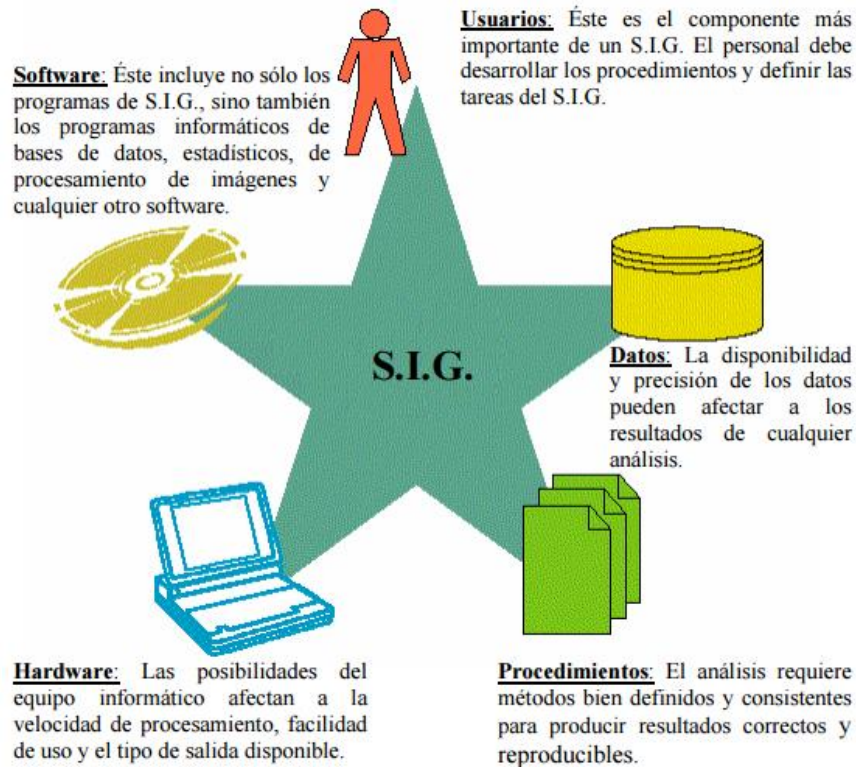 Software: Éste incluye no sólo los
programas de S.I.G., sino también
los programas informáticos de
bases de datos, estadísticos, de
procesamiento de imágenes y
cualquier otro software.
Usuarios: Éste es el componente más
importante de un S.I.G. El personal debe
desarrollar los procedimientos y definir las
tareas del S.I.G.
S.I.G.
Datos: La disponibilidad
y precisión de los datos
pueden afectar a los
resultados de cualquier
análisis.
Hardware: Las posibilidades del
equipo informático afectan a la
velocidad de procesamiento, facilidad
de uso y el tipo de salida disponible.
Procedimientos: El análisis requiere
métodos bien definidos y consistentes
para producir resultados correctos y
reproducibles.